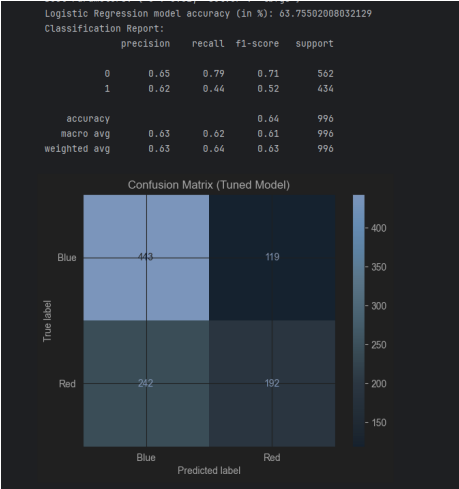 Logistic Regression model accuracy (in %): 63.75502008032129
Classification Report:
precision recall f1-score support
0 0.65 0.79 0.71 562
1 0.62 0.44 0.52 434
accuracy 0.64 996
macro avg 0.63 0.62 0.61 996
weighted avg 0.63 0.64 0.63 996
Confusion Matrix (Tuned Model)
Blue 443 119
Red 242 192
Blue Red
Predicted label
True label
400
350
300
250
200
150